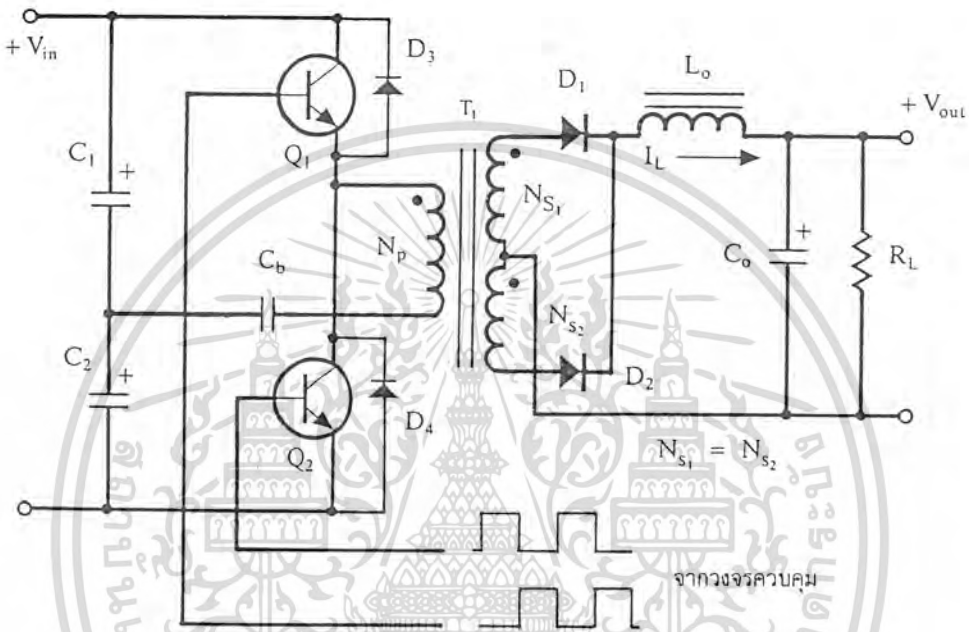 + V_in
D_3
D_1
L_o
+ V_out
T_1
C_1
Q_1
I_L
N_S1
N_p
C_b
C_o
R_L
C_2
N_S2
D_2
D_4
Q_2
N_S1 = N_S2
จากวงจรควบคุม